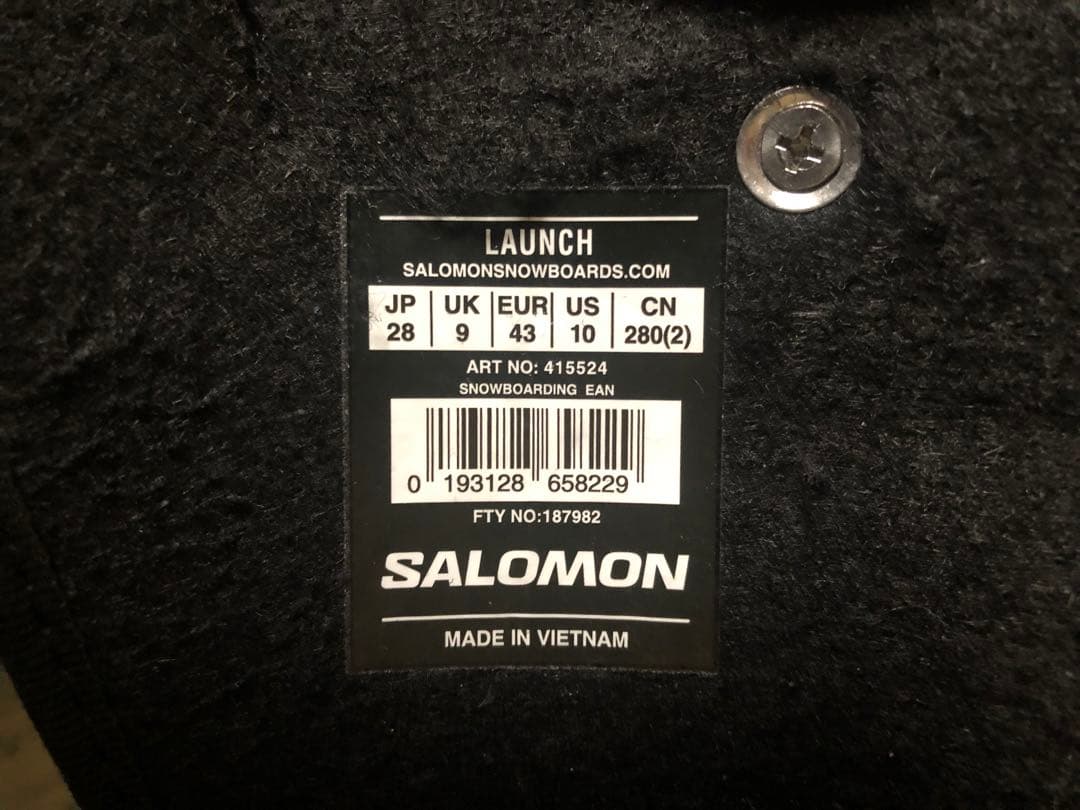 LAUNCH
SALOMONSNOWBOARDS.COM
JP UK EUR US CN
28 9 43 10 280(2)
ART NO: 415524
SNOWBOARDING EAN
0 193128 658229
FTY NO:187982
SALOMON
MADE IN VIETNAM